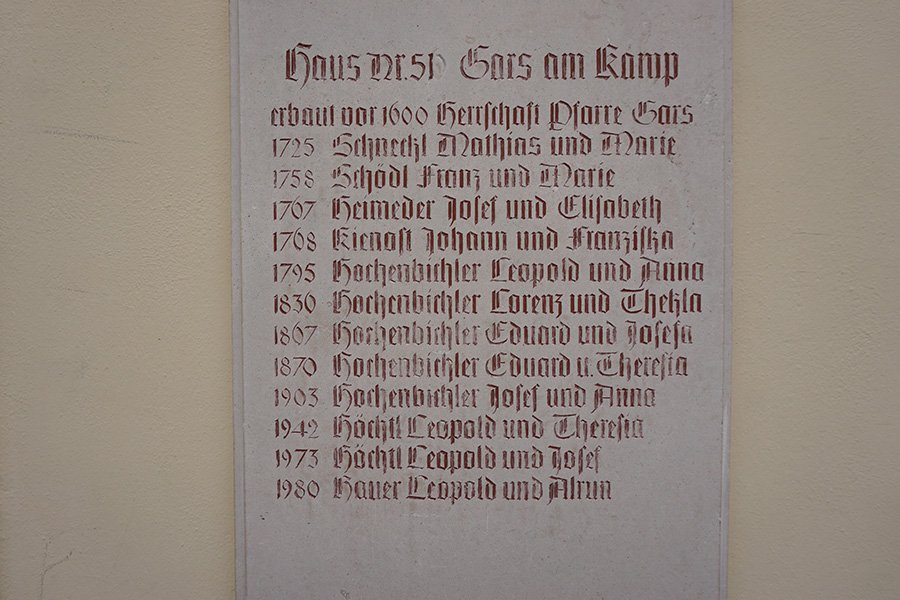 Haus Nr. 51 Gars am Kamp
erbaut vor 1600 Herrschaft Pfarre Gars
1725 Schneckl Mathias und Marie
1758 Schödl Franz und Marie
1767 Heimeder Josef und Elisabeth
1768 Kienast Johann und Franziska
1795 Hochenbichler Leopold und Anna
1836 Hochenbichler Lorenz und Thekla
1867 Hochenbichler Eduard und Josefa
1870 Hochenbichler Eduard u. Theresia
1903 Hochenbichler Josef und Anna
1942 Höchtl Leopold und Theresia
1973 Höchtl Leopold und Josef
1980 Hauer Leopold und Alrun